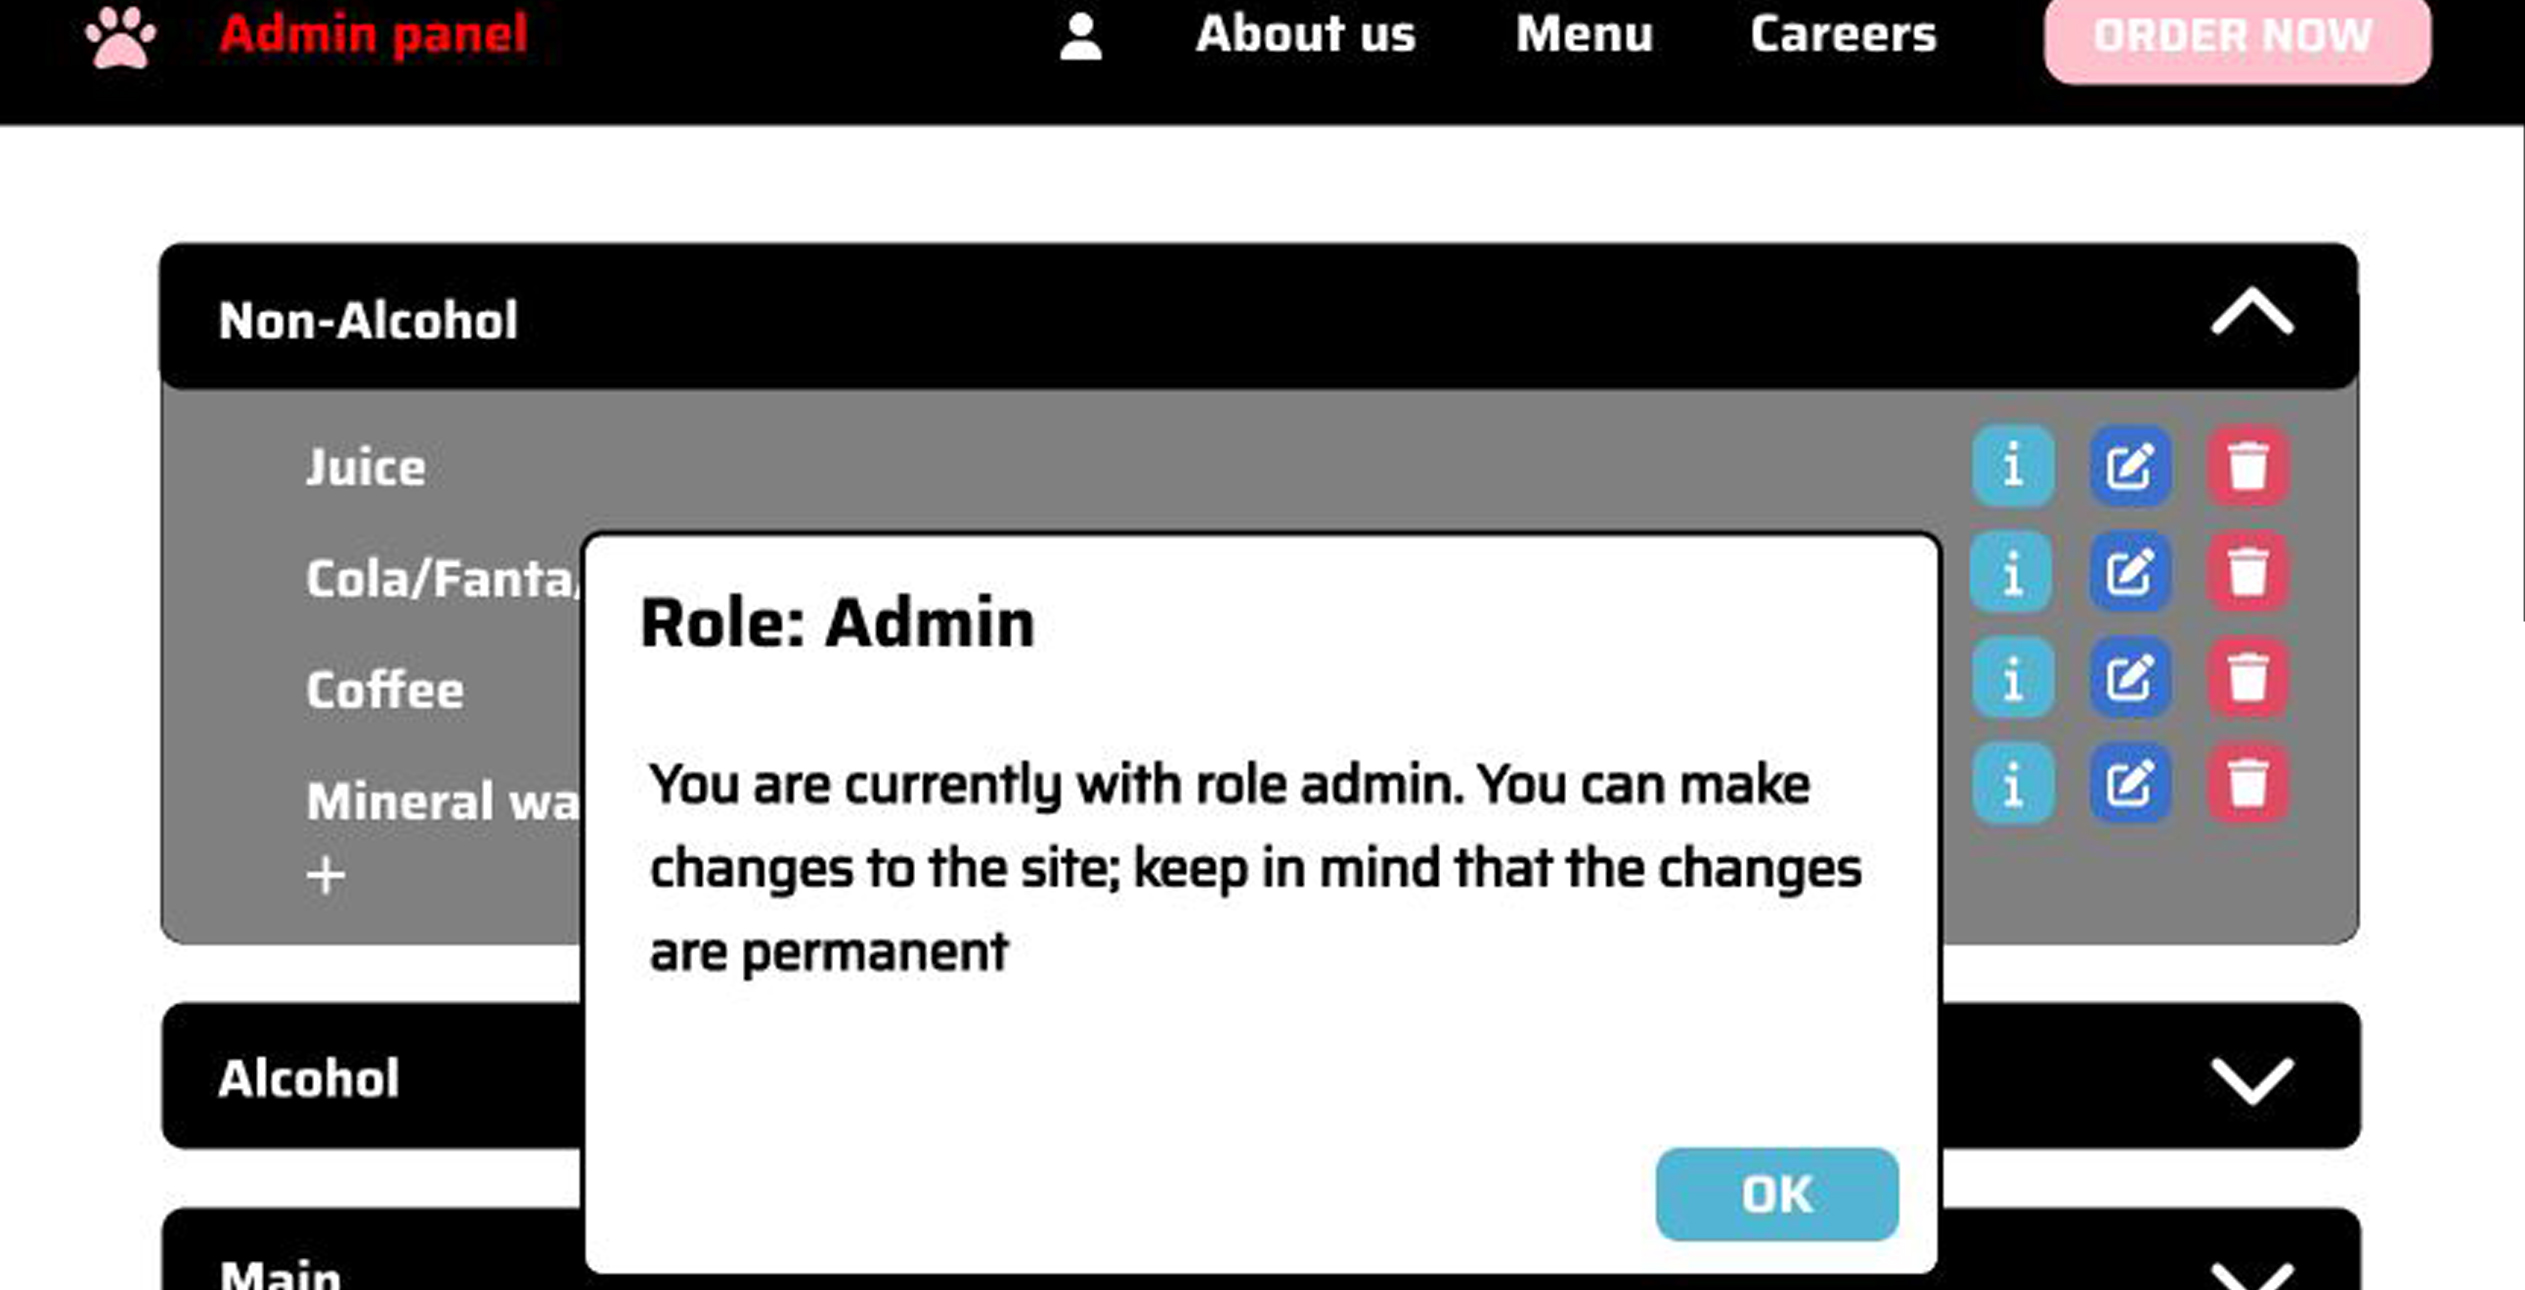 Admin panel
About us
Menu
Careers
ORDER NOW
Non-Alcohol
Juice
Cola/Fanta/
Coffee
Mineral wa
+
Role: Admin
You are currently with role admin. You can make
changes to the site; keep in mind that the changes
are permanent
OK
Alcohol
Main